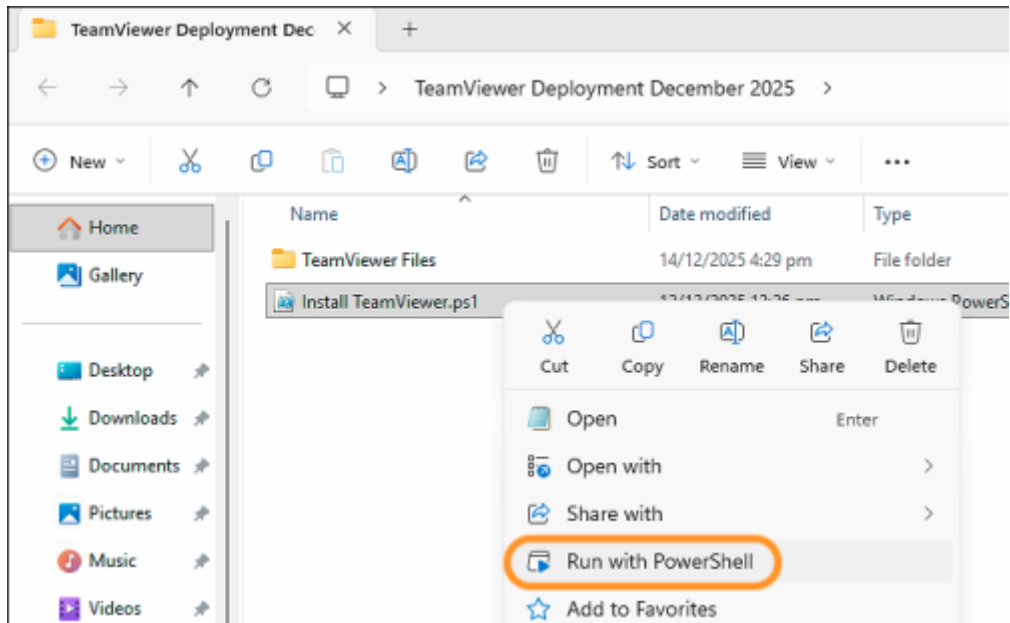 TeamViewer Deployment Dec
TeamViewer Deployment December 2025
New
Sort
View
Name
Date modified
Type
Home
TeamViewer Files
14/12/2025 4:29 pm
File folder
Gallery
Install TeamViewer.ps1
Windows PowerS
Cut
Copy
Rename
Share
Delete
Desktop
Open
Enter
Downloads
Open with
Documents
Share with
Pictures
Run with PowerShell
Music
Add to Favorites
Videos